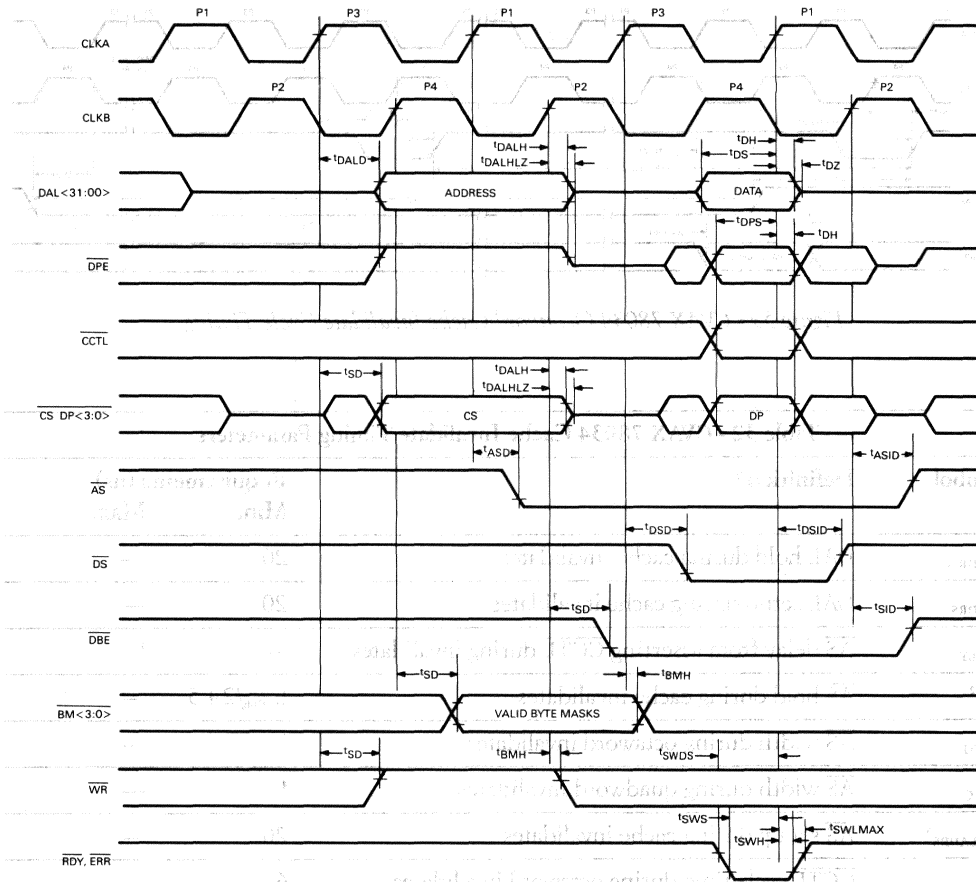 P1 P3 P1 P3 P1
CLKA
P2 P4 P2 P4 P2
CLKB
tDALD tDALH tDS tDH
tDALHLZ tDZ
DAL<31:00> ADDRESS DATA
tDPS tDH
DPE
CCTL
tSD tDALH
tDALHLZ
CS DP<3:0> CS DP
tASD tASID
AS
tDSD tDSID
DS
tSD tSID
DBE
tSD tBMH
BM<3:0> VALID BYTE MASKS
tSD tBMH tSWDS
WR
tSWS tSWLMAX
tSWH
RDY, ERR